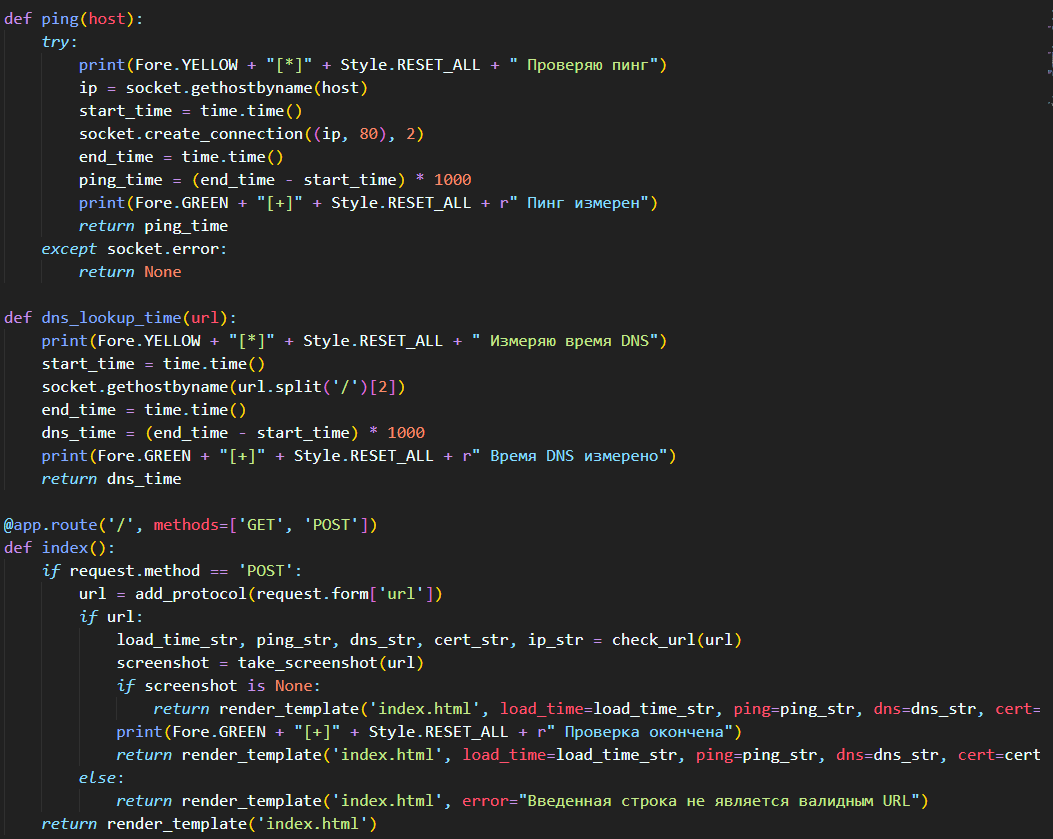 def ping(host):
    try:
        print(Fore.YELLOW + "[*]" + Style.RESET_ALL + " Проверяю пинг")
        ip = socket.gethostbyname(host)
        start_time = time.time()
        socket.create_connection((ip, 80), 2)
        end_time = time.time()
        ping_time = (end_time - start_time) * 1000
        print(Fore.GREEN + "[+]" + Style.RESET_ALL + r" Пинг измерен")
        return ping_time
    except socket.error:
        return None

def dns_lookup_time(url):
    print(Fore.YELLOW + "[*]" + Style.RESET_ALL + " Измеряю время DNS")
    start_time = time.time()
    socket.gethostbyname(url.split('/')[2])
    end_time = time.time()
    dns_time = (end_time - start_time) * 1000
    print(Fore.GREEN + "[+]" + Style.RESET_ALL + r" Время DNS измерено")
    return dns_time

@app.route('/', methods=['GET', 'POST'])
def index():
    if request.method == 'POST':
        url = add_protocol(request.form['url'])
        if url:
            load_time_str, ping_str, dns_str, cert_str, ip_str = check_url(url)
            screenshot = take_screenshot(url)
            if screenshot is None:
                return render_template('index.html', load_time=load_time_str, ping=ping_str, dns=dns_str, cert=
            print(Fore.GREEN + "[+]" + Style.RESET_ALL + r" Проверка окончена")
            return render_template('index.html', load_time=load_time_str, ping=ping_str, dns=dns_str, cert=cert
        else:
            return render_template('index.html', error="Введенная строка не является валидным URL")
    return render_template('index.html')